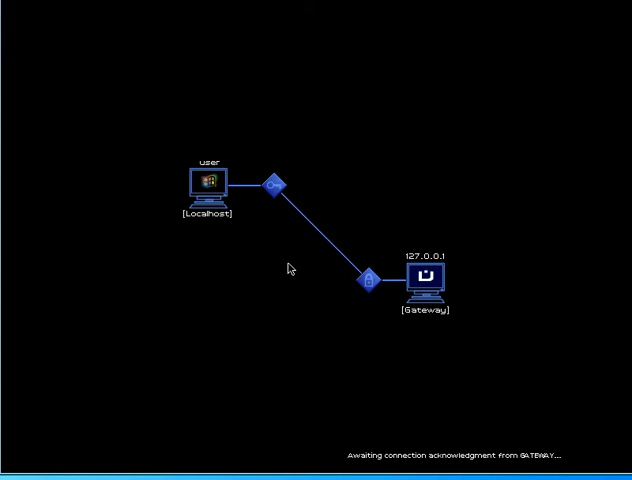 user
[Localhost]
127.0.0.1
[Gateway]
Awaiting connection acknowledgment from GATEWAY...